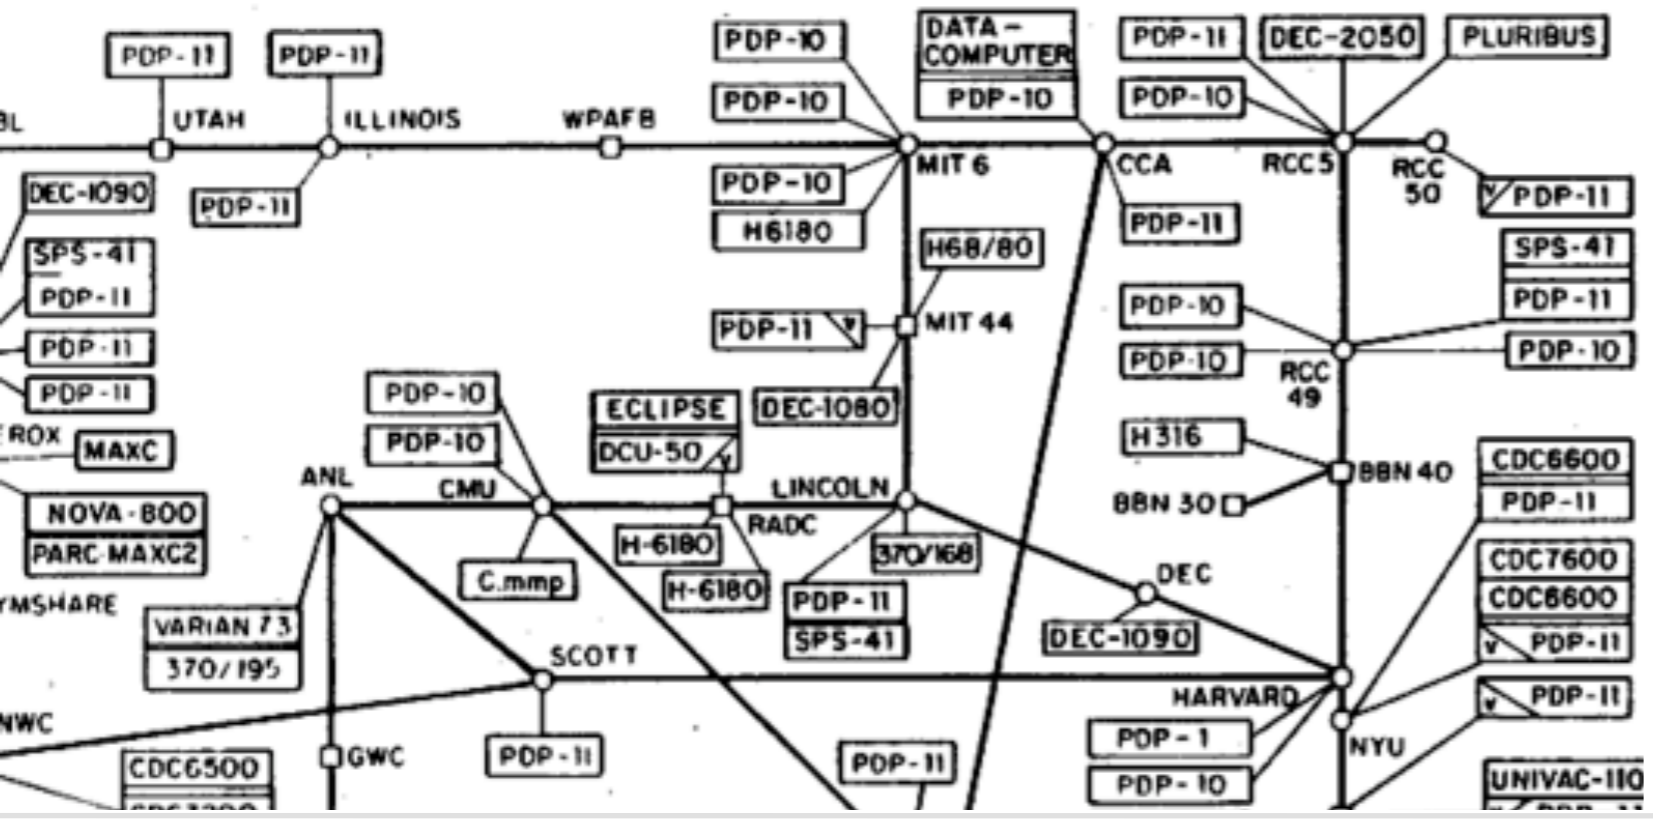 DATA-
COMPUTER
PDP-10
PDP-11
DEC-2050
PLURIBUS
PDP-11
PDP-11
PDP-10
PDP-10
PDP-10
UTAH
ILLINOIS
WPAFB
MIT 6
CCA
RCC5
RCC
50
DEC-1090
PDP-11
PDP-10
H6180
PDP-11
V PDP-11
SPS-41
PDP-11
H68/80
SPS-41
PDP-11
PDP-10
PDP-11 V
MIT 44
PDP-11
PDP-10
PDP-10
RCC
49
PDP-11
PDP-10
ECLIPSE
DCU-50 V
DEC-1080
PDP-10
H316
MAXC
ANL
CMU
LINCOLN
RADC
BBN 40
BBN 30
CDC6600
PDP-11
NOVA-800
PARC-MAXC2
H-6180
H-6180
370/168
C.mmp
DEC
CDC7600
CDC6600
V PDP-11
VARIAN 73
370/195
PDP-11
SPS-41
DEC-1090
SCOTT
HARVARD
V PDP-11
NWC
GWC
PDP-11
PDP-11
PDP-1
PDP-10
NYU
CDC6500
UNIVAC-110